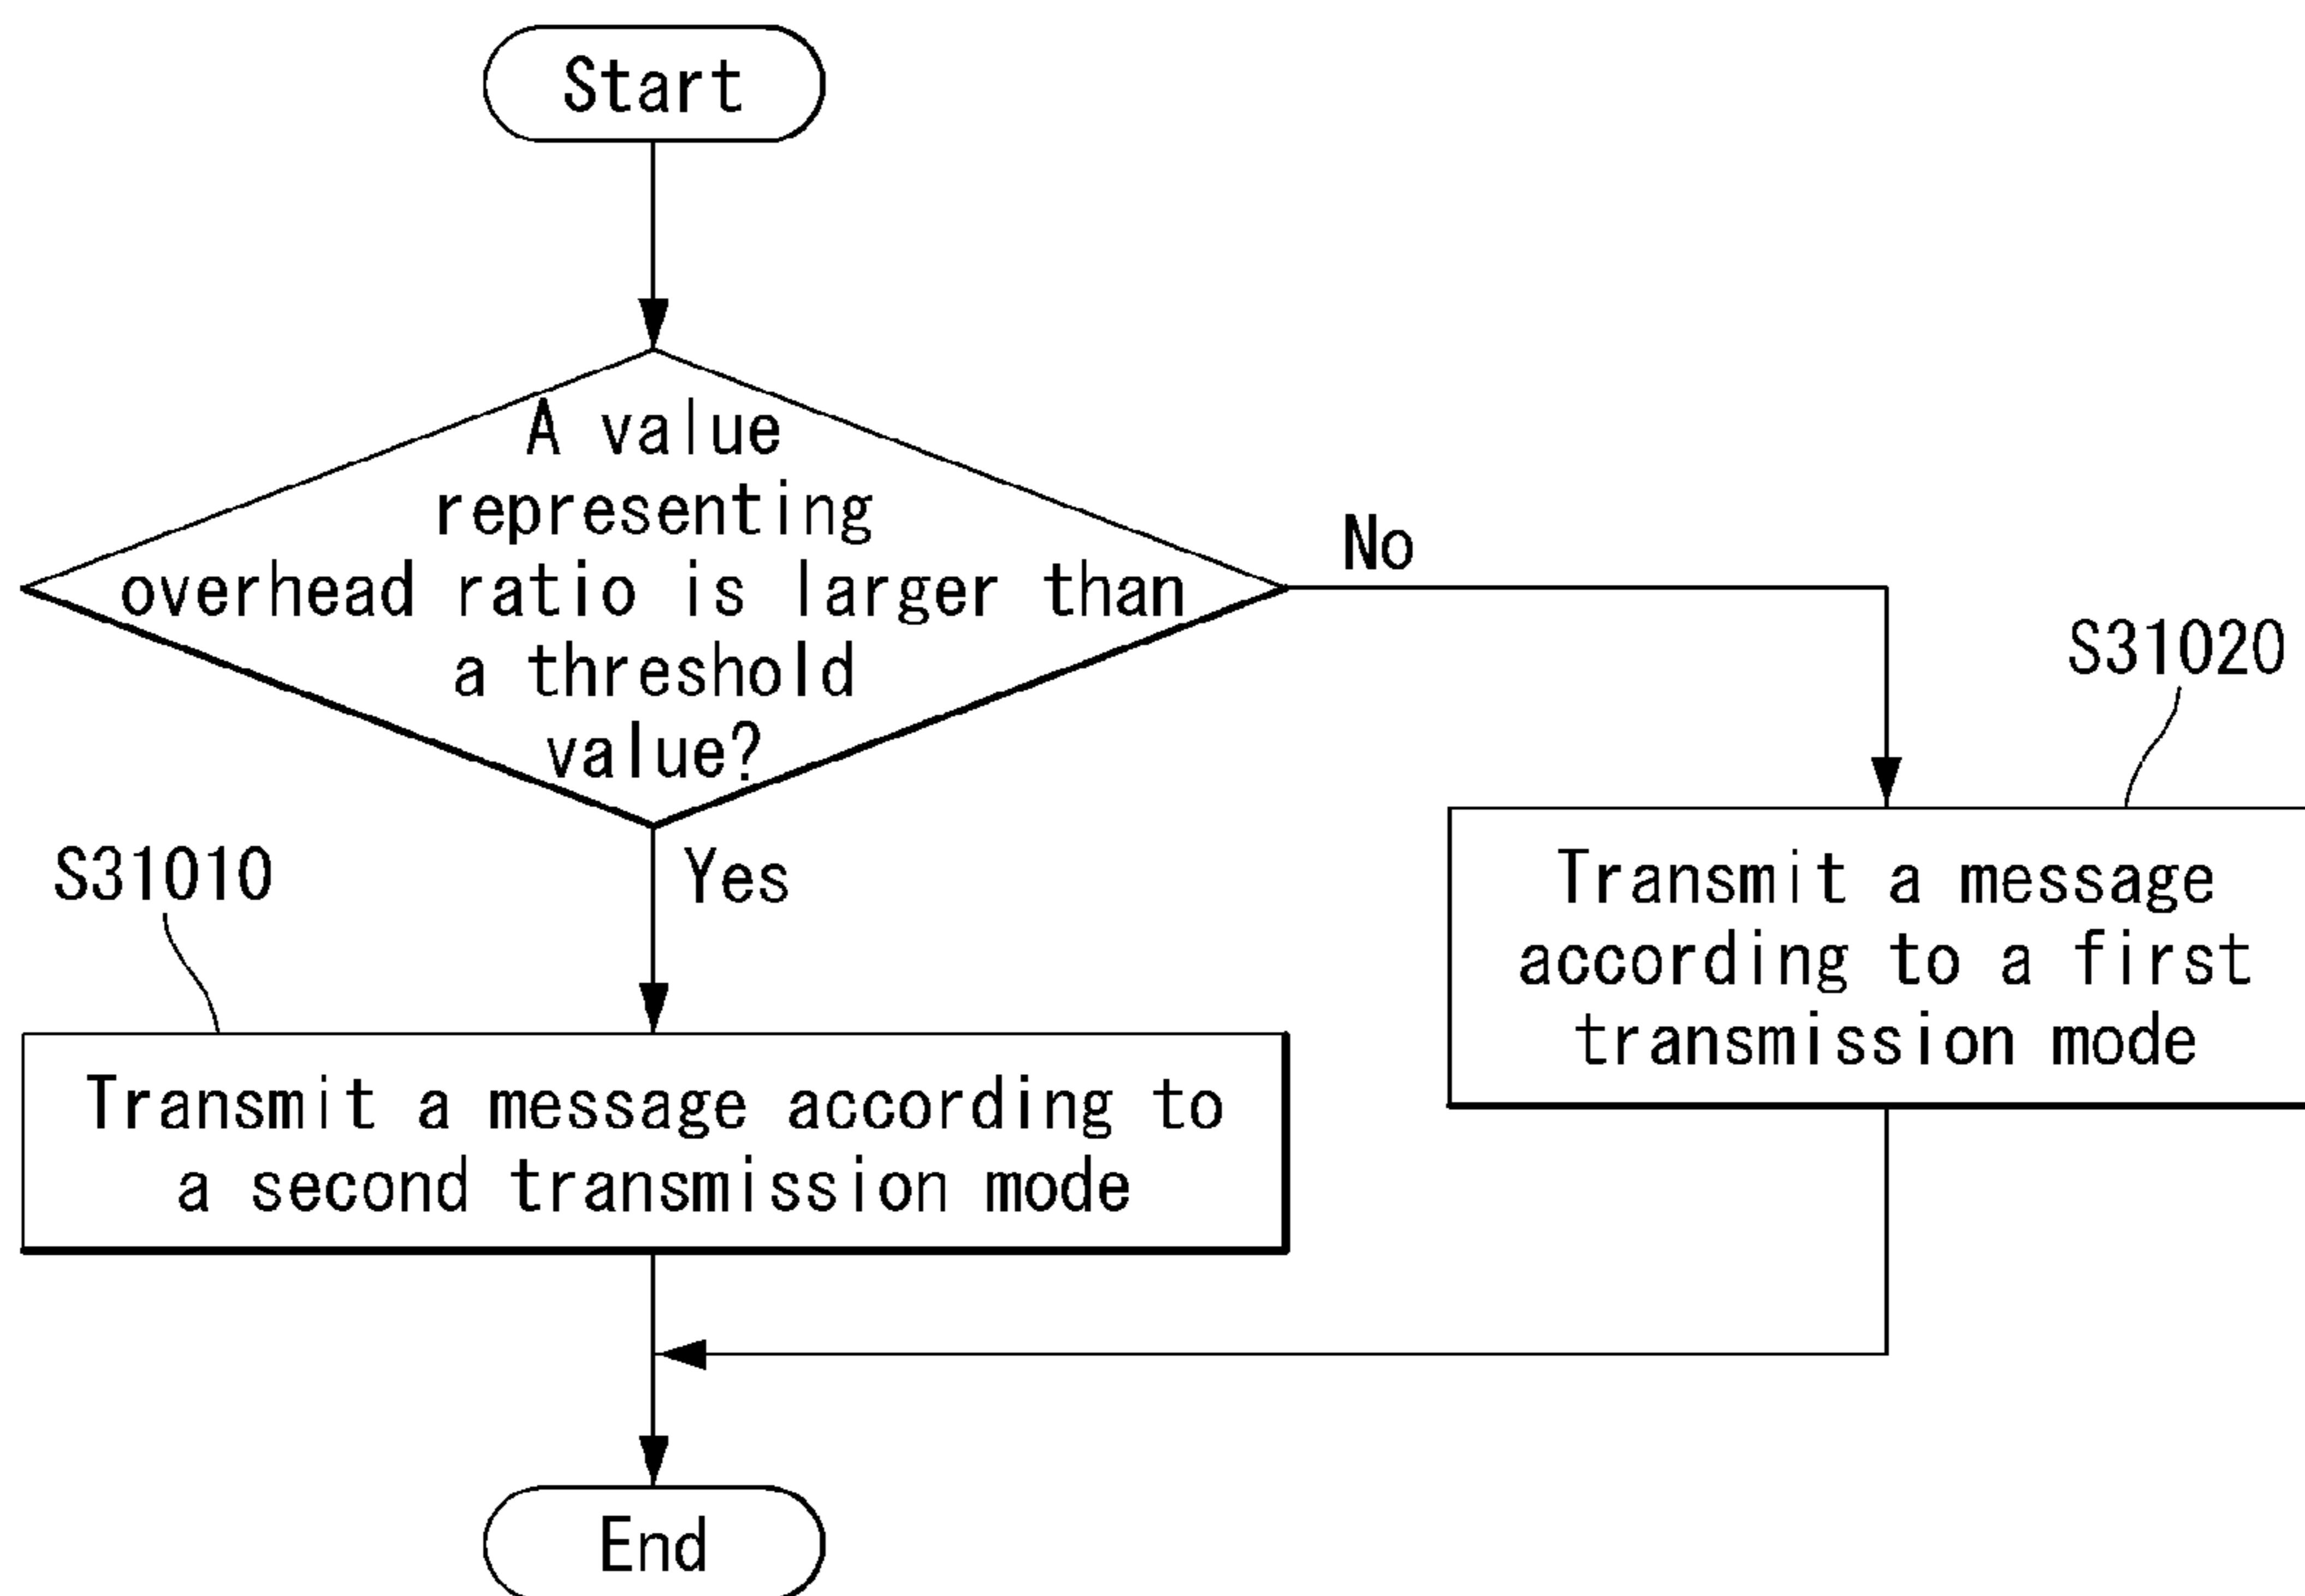 Start
A value
representing
overhead ratio is larger than
a threshold
value?
No
S31020
Transmit a message
according to a first
transmission mode
Yes
S31010
Transmit a message according to
a second transmission mode
End